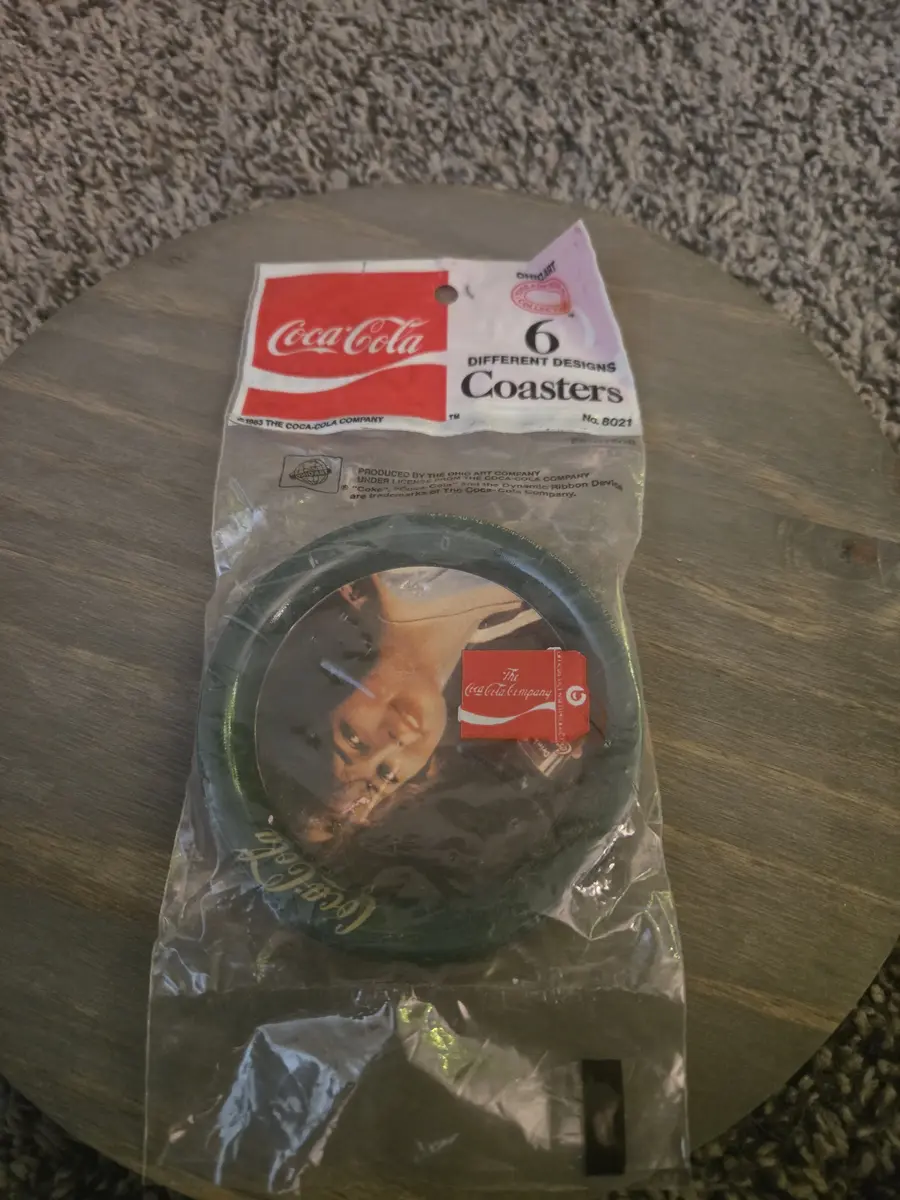 Coca-Cola
© 1983 THE COCA-COLA COMPANY
TM
OHIO ART
6
DIFFERENT DESIGNS
Coasters
No. 8021
PRODUCED BY THE OHIO ART COMPANY
UNDER LICENSE FROM THE COCA-COLA COMPANY
"Coke", "Coca-Cola" and the Dynamic Ribbon Device
are trademarks of The Coca-Cola Company.
The
Coca-Cola Company
Coca-Cola